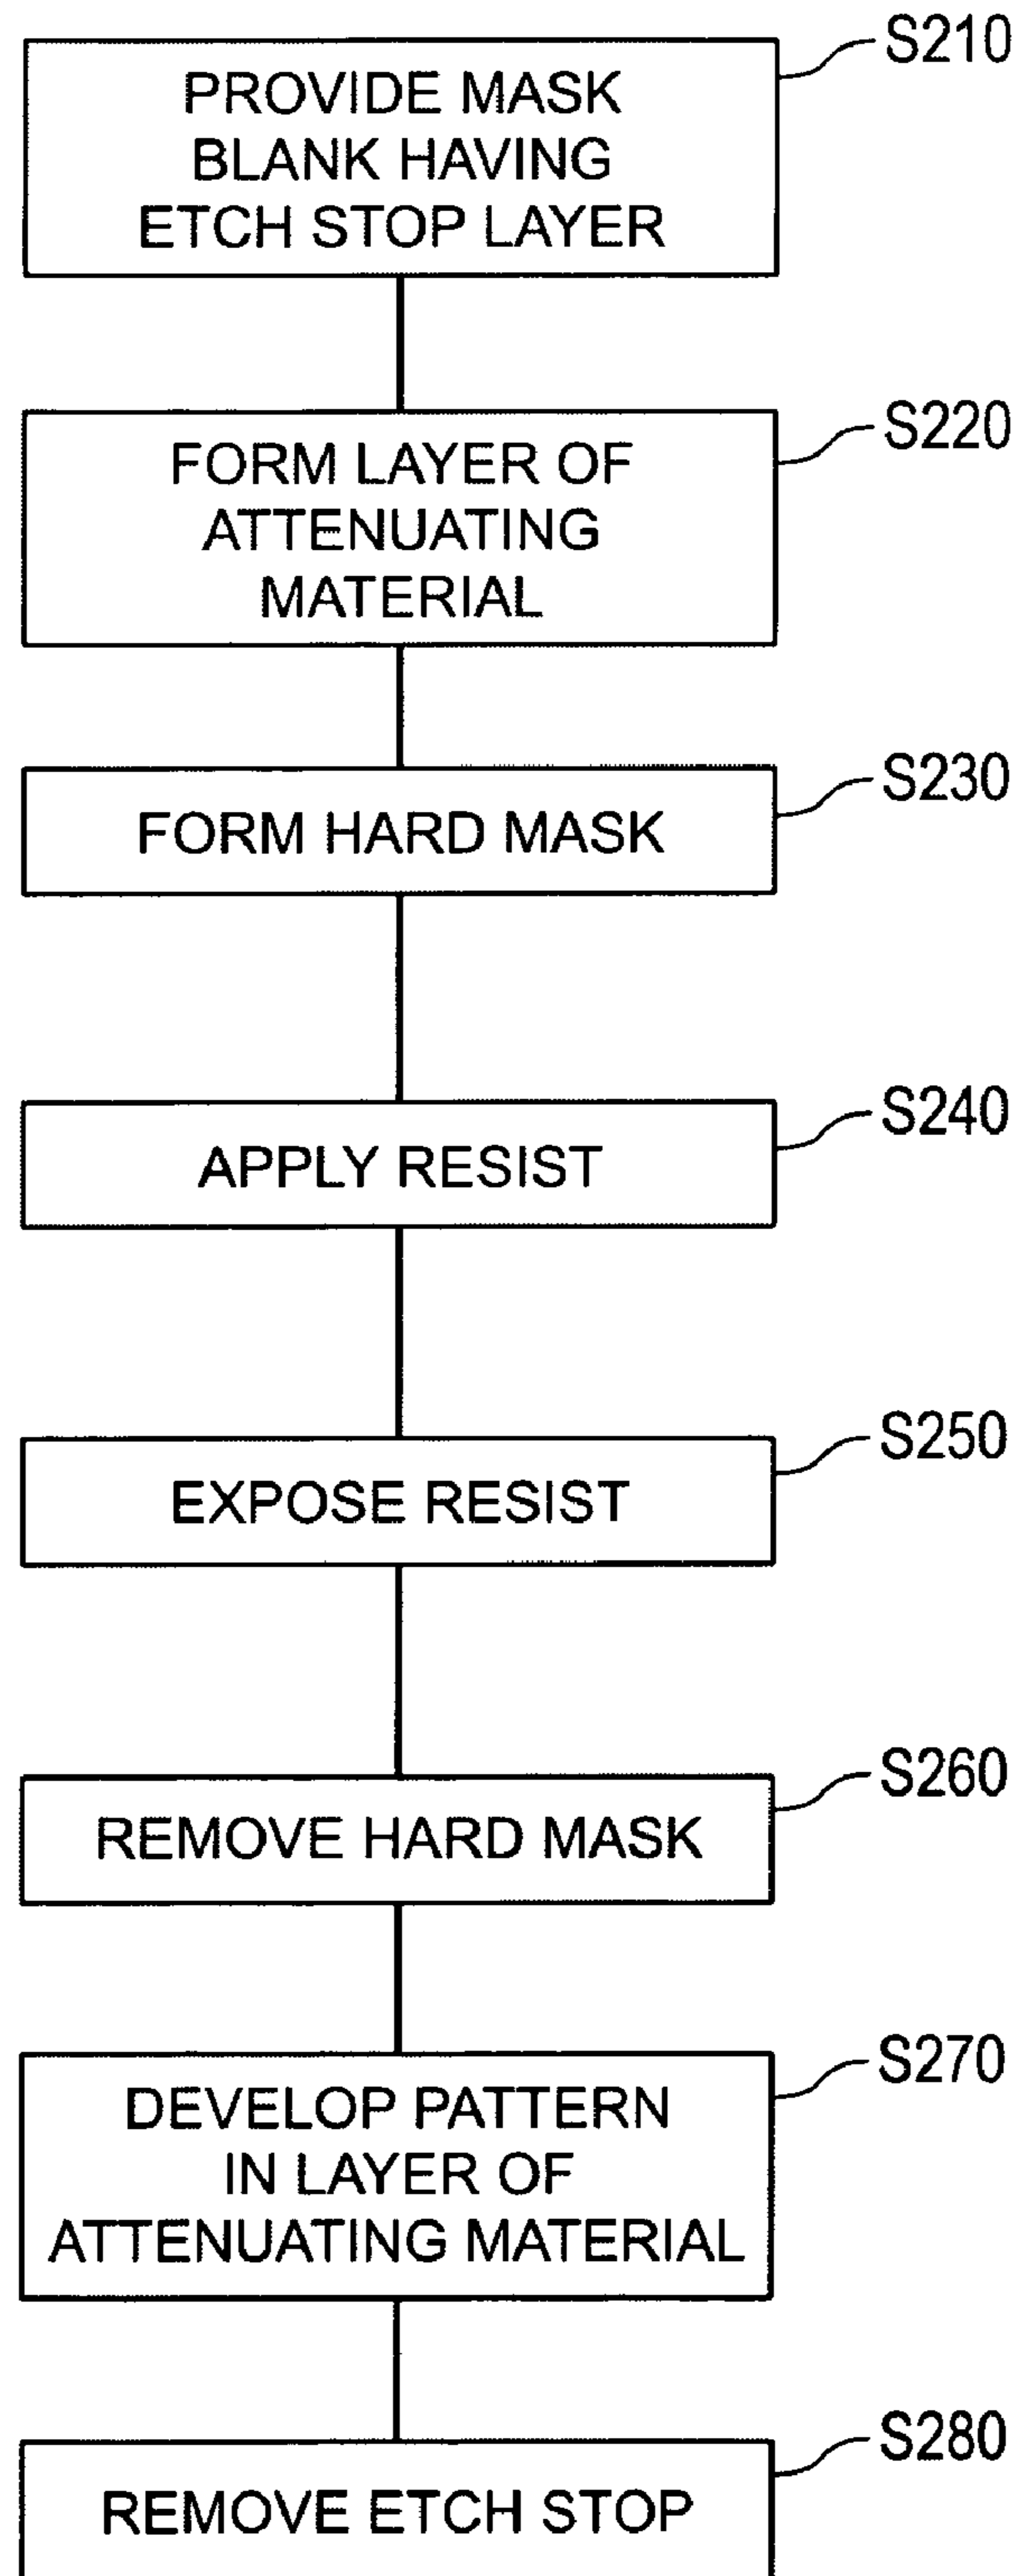 S210
PROVIDE MASK
BLANK HAVING
ETCH STOP LAYER
S220
FORM LAYER OF
ATTENUATING
MATERIAL
S230
FORM HARD MASK
S240
APPLY RESIST
S250
EXPOSE RESIST
S260
REMOVE HARD MASK
S270
DEVELOP PATTERN
IN LAYER OF
ATTENUATING MATERIAL
S280
REMOVE ETCH STOP